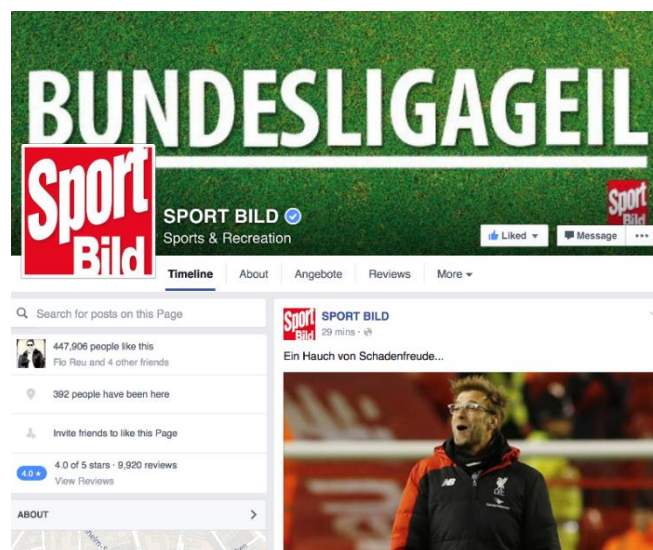 BUNDESLIGAGEIL
Sport
Bild
Sport
Bild
SPORT BILD
Sports & Recreation
Liked
Message
Timeline
About
Angebote
Reviews
More
Search for posts on this Page
447,906 people like this
Flo Reu and 4 other friends
392 people have been here
Invite friends to like this Page
4.0
4.0 of 5 stars · 9,920 reviews
View Reviews
ABOUT
Sport
Bild
SPORT BILD
29 mins ·
Ein Hauch von Schadenfreude...
NB
L.F.C.